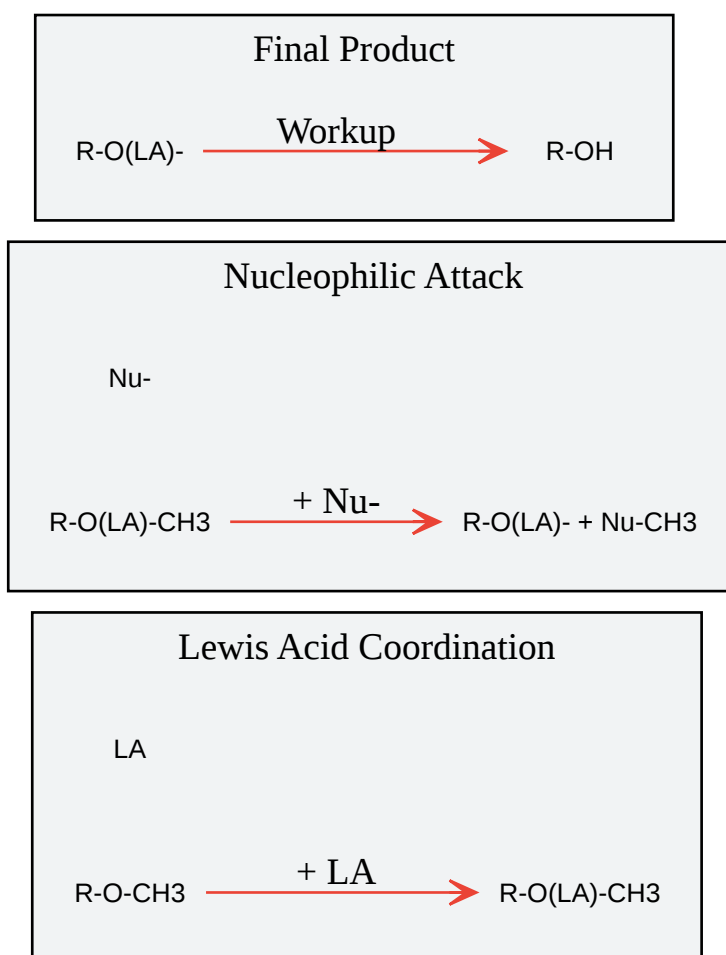 Final Product
Workup
R-O(LA)-
R-OH
Nucleophilic Attack
Nu-
+ Nu-
R-O(LA)-CH3
R-O(LA)- + Nu-CH3
Lewis Acid Coordination
LA
+ LA
R-O-CH3
R-O(LA)-CH3